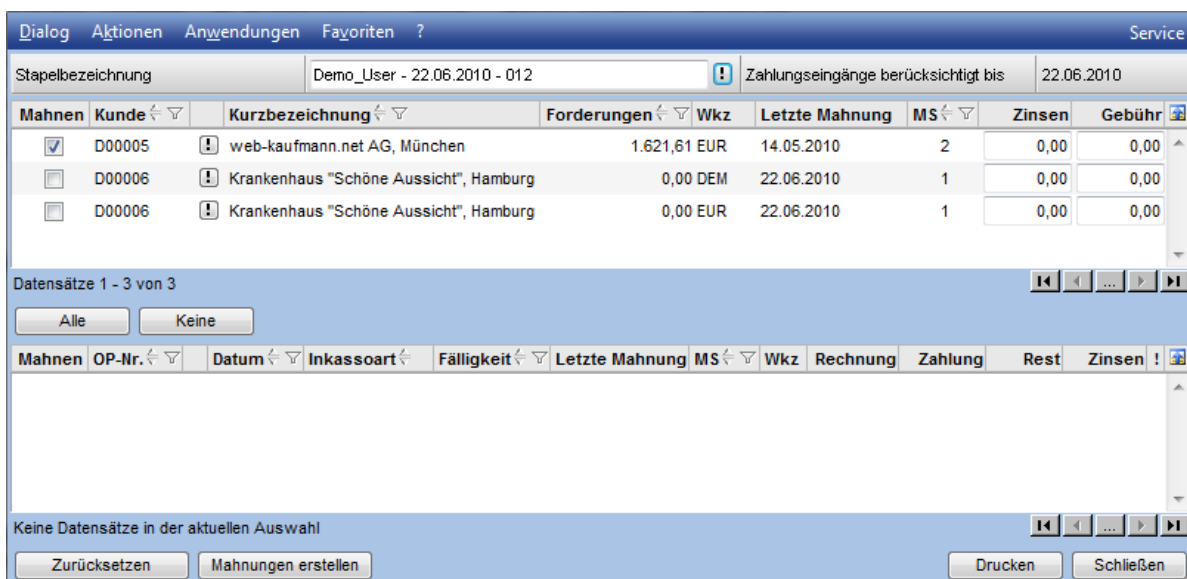 Dialog Aktionen Anwendungen Favoriten ? Service
Stapelbezeichnung Demo_User - 22.06.2010 - 012 ! Zahlungseingänge berücksichtigt bis 22.06.2010
Mahnen Kunde Kurzbezeichnung Forderungen Wkz Letzte Mahnung MS Zinsen Gebühr
D00005 ! web-kaufmann.net AG, München 1.621,61 EUR 14.05.2010 2 0,00 0,00
D00006 ! Krankenhaus "Schöne Aussicht", Hamburg 0,00 DEM 22.06.2010 1 0,00 0,00
D00006 ! Krankenhaus "Schöne Aussicht", Hamburg 0,00 EUR 22.06.2010 1 0,00 0,00
Datensätze 1 - 3 von 3 ...
Alle Keine
Mahnen OP-Nr. Datum Inkassoart Fälligkeit Letzte Mahnung MS Wkz Rechnung Zahlung Rest Zinsen !
Keine Datensätze in der aktuellen Auswahl ...
Zurücksetzen Mahnungen erstellen Drucken Schließen